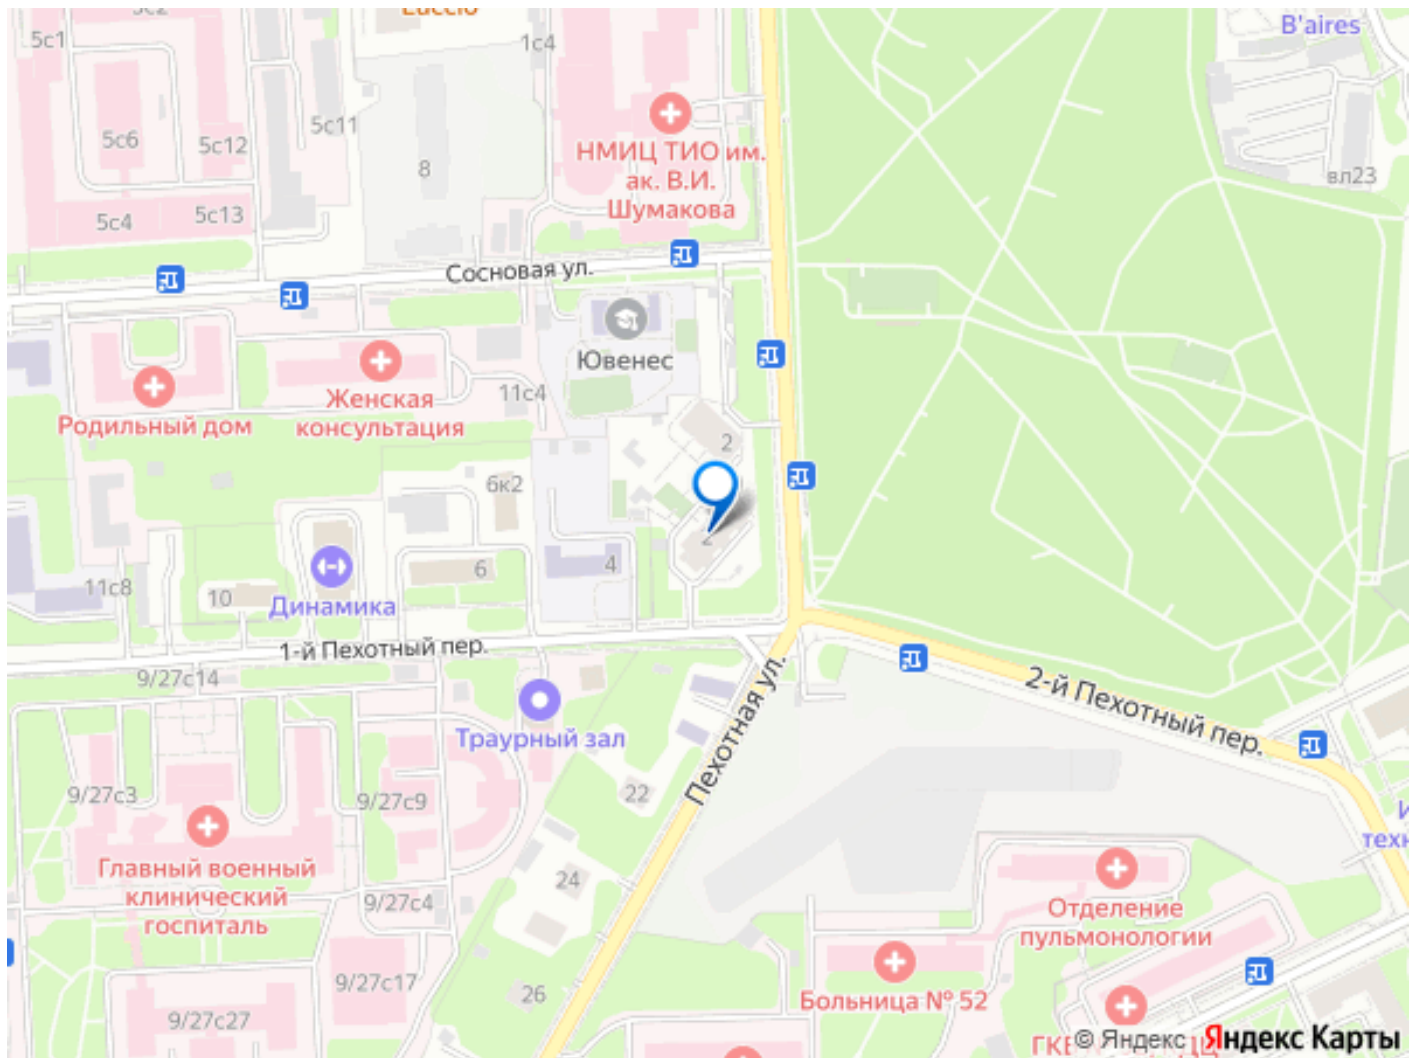 5с1
5с2
Luccio
1с4
B'aires
5с6
5с12
5с11
8
НМИЦ ТИО им.
ак. В.И.
Шумакова
вл23
5с4
5с13
Сосновая ул.
Ювенес
Родильный дом
Женская
консультация
11с4
2
6к2
2
11с8
10
Динамика
6
4
1-й Пехотный пер.
9/27с14
Траурный зал
Пехотная ул.
2-й Пехотный пер.
9/27с3
9/27с9
22
Главный военный
клинический
госпиталь
24
9/27с4
Отделение
пульмонологии
9/27с17
26
Больница № 52
9/27с27
© Яндекс Яндекс Карты